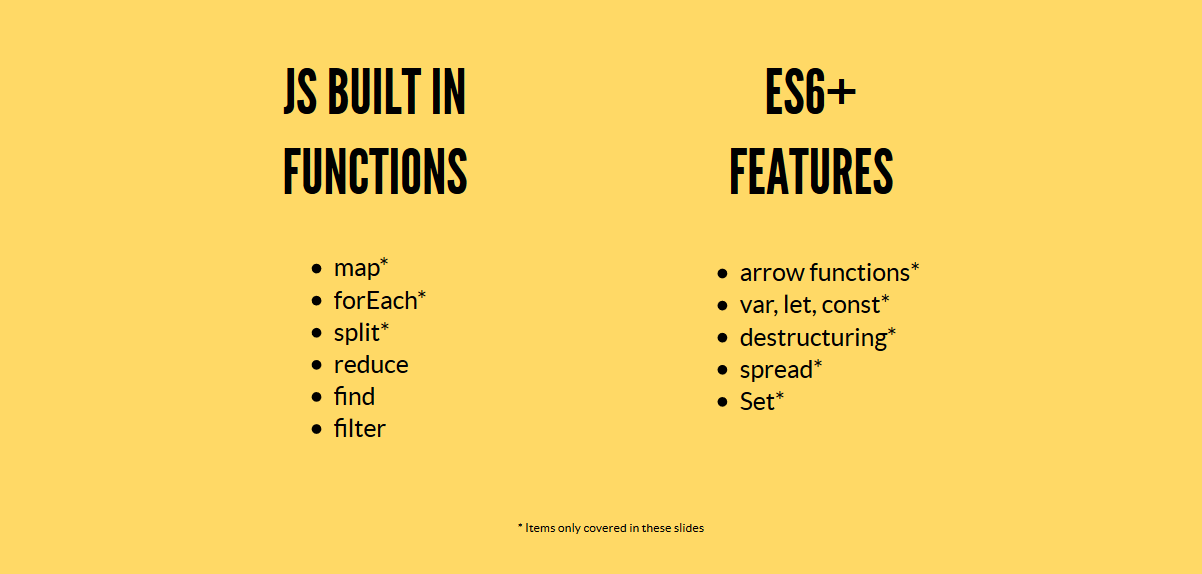 JS BUILT IN
FUNCTIONS
• map*
• forEach*
• split*
• reduce
• find
• filter
ES6+
FEATURES
• arrow functions*
• var, let, const*
• destructuring*
• spread*
• Set*
* Items only covered in these slides